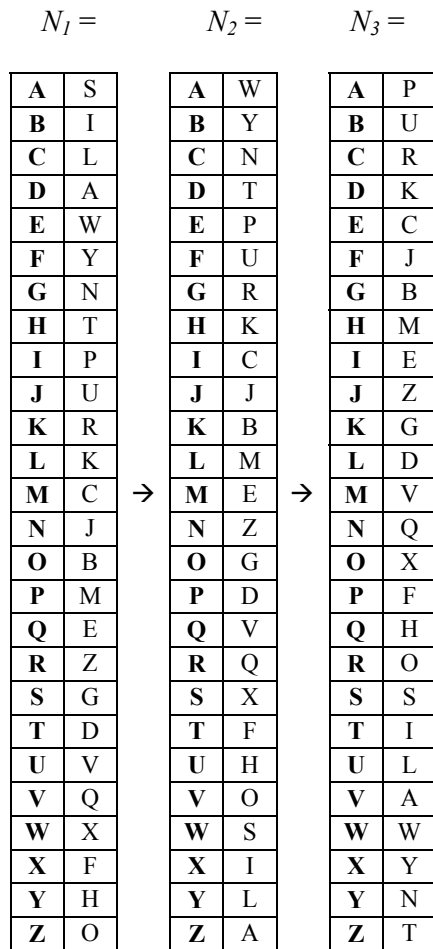 N1 = N2 = N3 =
A S A W A P
B I B Y B U
C L C N C R
D A D T D K
E W E P E C
F Y F U F J
G N G R G B
H T H K H M
I P I C I E
J U J J J Z
K R K B K G
L K L M L D
M C → M E → M V
N J N Z N Q
O B O G O X
P M P D P F
Q E Q V Q H
R Z R Q R O
S G S X S S
T D T F T I
U V U H U L
V Q V O V A
W X W S W W
X F X I X Y
Y H Y L Y N
Z O Z A Z T